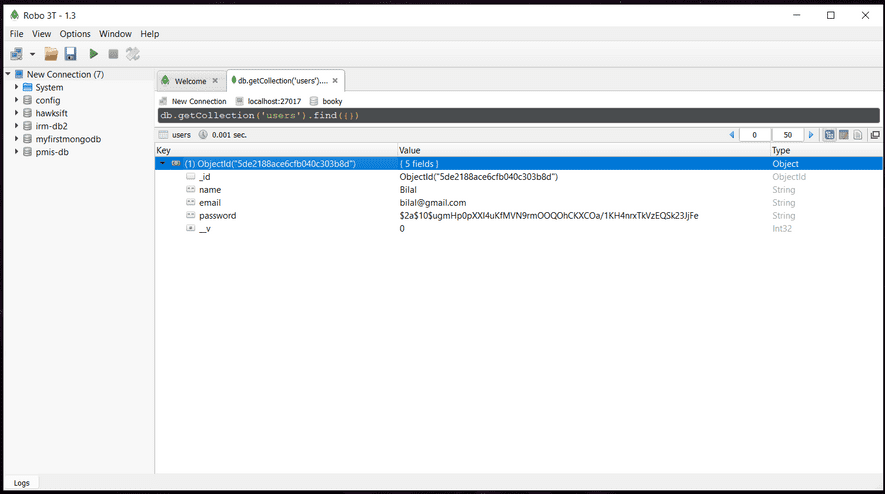 Robo 3T - 1.3
File View Options Window Help
New Connection (7)
System
config
hawksift
irm-db2
myfirstmongodb
pmis-db
Welcome
db.getCollection('users')....
New Connection localhost:27017 booky
db.getCollection('users').find({})
users 0.001 sec. 0 50
Key Value Type
(1) ObjectId("5de2188ace6cfb040c303b8d") { 5 fields } Object
_id ObjectId("5de2188ace6cfb040c303b8d") ObjectId
name Bilal String
email bilal@gmail.com String
password $2a$10$ugmHp0pXXI4uKfMVN9rmOOQOhCKXCOa/1KH4nrxTkVzEQSk23JjFe String
__v 0 Int32
Logs